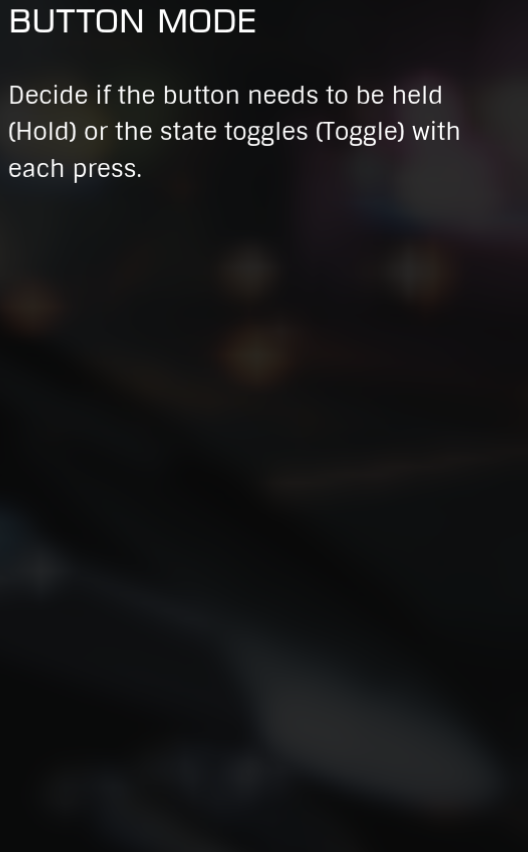 BUTTON MODE
Decide if the button needs to be held
(Hold) or the state toggles (Toggle) with
each press.